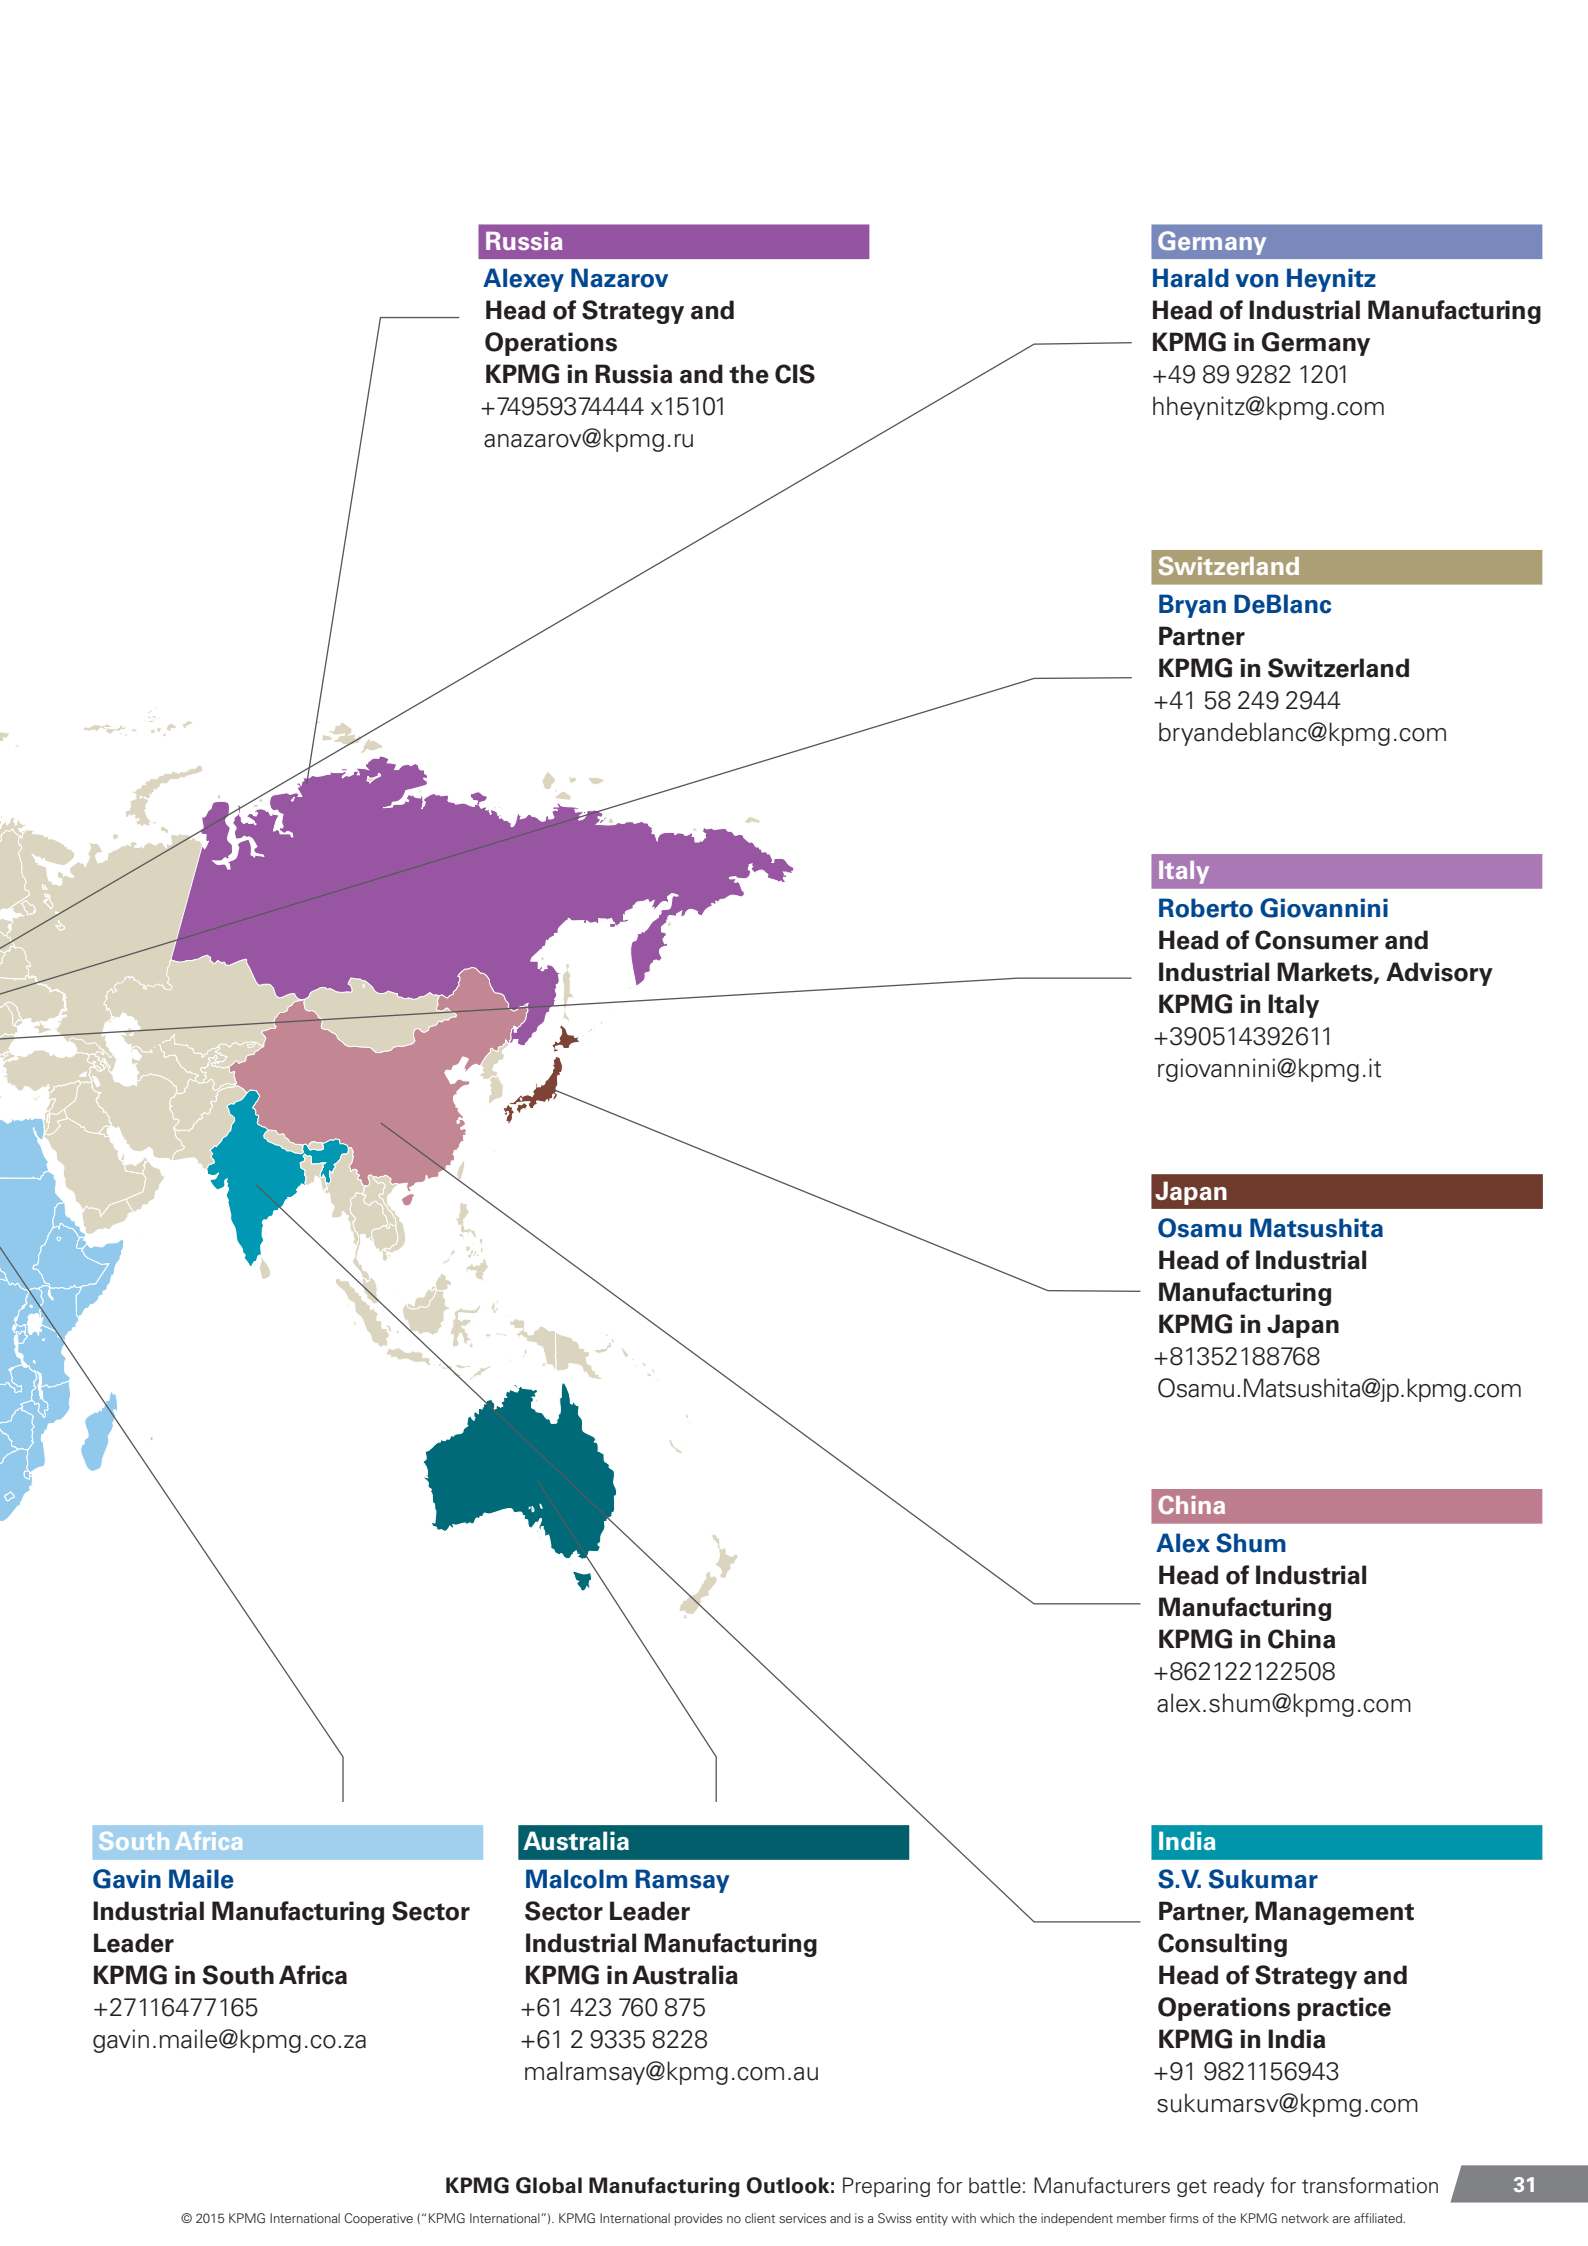 Russia
Alexey Nazarov
Head of Strategy and
Operations
KPMG in Russia and the CIS
+74959374444 x15101
anazarov@kpmg.ru
Germany
Harald von Heynitz
Head of Industrial Manufacturing
KPMG in Germany
+49 89 9282 1201
hheynitz@kpmg.com
Switzerland
Bryan DeBlanc
Partner
KPMG in Switzerland
+41 58 249 2944
bryandeblanc@kpmg.com
Italy
Roberto Giovannini
Head of Consumer and
Industrial Markets, Advisory
KPMG in Italy
+390514392611
rgiovannini@kpmg.it
Japan
Osamu Matsushita
Head of Industrial
Manufacturing
KPMG in Japan
+81352188768
Osamu.Matsushita@jp.kpmg.com
China
Alex Shum
Head of Industrial
Manufacturing
KPMG in China
+862122122508
alex.shum@kpmg.com
South Africa
Gavin Maile
Industrial Manufacturing Sector
Leader
KPMG in South Africa
+27116477165
gavin.maile@kpmg.co.za
Australia
Malcolm Ramsay
Sector Leader
Industrial Manufacturing
KPMG in Australia
+61 423 760 875
+61 2 9335 8228
malramsay@kpmg.com.au
India
S.V. Sukumar
Partner, Management
Consulting
Head of Strategy and
Operations practice
KPMG in India
+91 9821156943
sukumarsv@kpmg.com
KPMG Global Manufacturing Outlook: Preparing for battle: Manufacturers get ready for transformation 31
© 2015 KPMG International Cooperative (“KPMG International”). KPMG International provides no client services and is a Swiss entity with which the independent member firms of the KPMG network are affiliated.